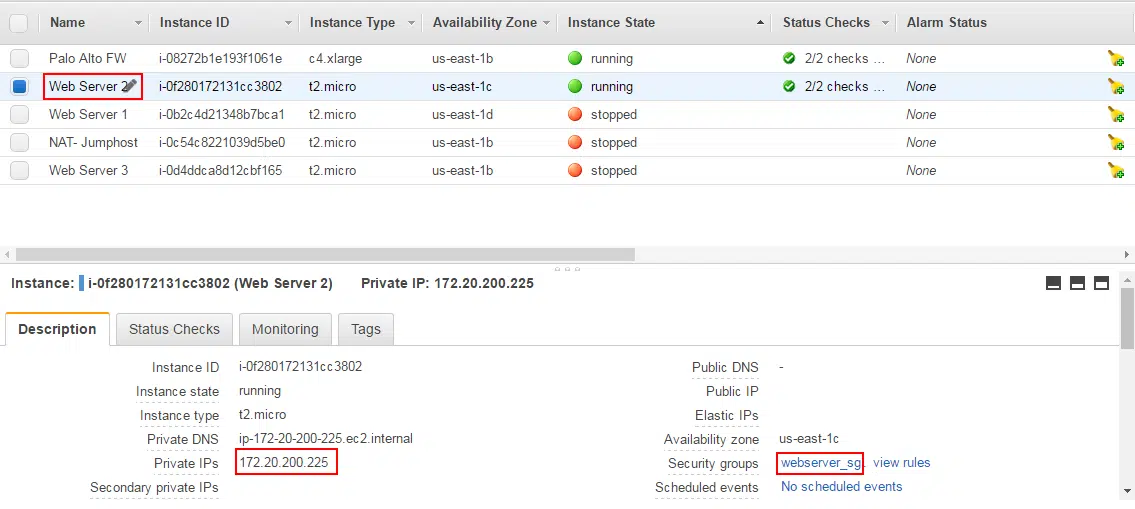 Name Instance ID Instance Type Availability Zone Instance State Status Checks Alarm Status
Palo Alto FW i-08272b1e193f1061e c4.xlarge us-east-1b running 2/2 checks ... None
Web Server 2 i-0f280172131cc3802 t2.micro us-east-1c running 2/2 checks ... None
Web Server 1 i-0b2c4d21348b7bca1 t2.micro us-east-1d stopped None
NAT- Jumphost i-0c54c8221039d5be0 t2.micro us-east-1b stopped None
Web Server 3 i-0d4ddca8d12cbf165 t2.micro us-east-1b stopped None
Instance: i-0f280172131cc3802 (Web Server 2) Private IP: 172.20.200.225
Description Status Checks Monitoring Tags
Instance ID i-0f280172131cc3802 Public DNS -
Instance state running Public IP
Instance type t2.micro Elastic IPs
Private DNS ip-172-20-200-225.ec2.internal Availability zone us-east-1c
Private IPs 172.20.200.225 Security groups webserver_sg. view rules
Secondary private IPs Scheduled events No scheduled events